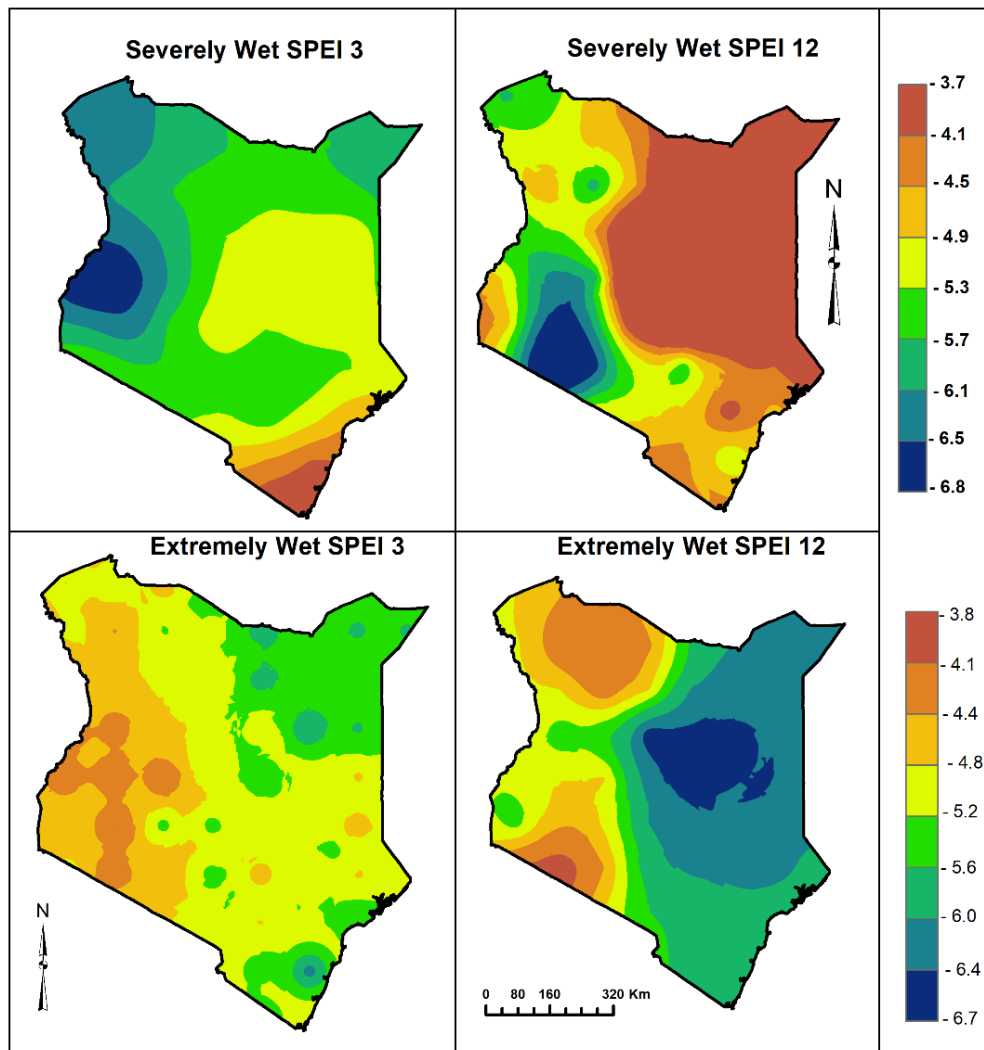 Severely Wet SPEI 3
Severely Wet SPEI 12
- 3.7
- 4.1
- 4.5
- 4.9
- 5.3
- 5.7
- 6.1
- 6.5
- 6.8
N
Extremely Wet SPEI 3
Extremely Wet SPEI 12
- 3.8
- 4.1
- 4.4
- 4.8
- 5.2
- 5.6
- 6.0
- 6.4
- 6.7
N
0 80 160 320 Km